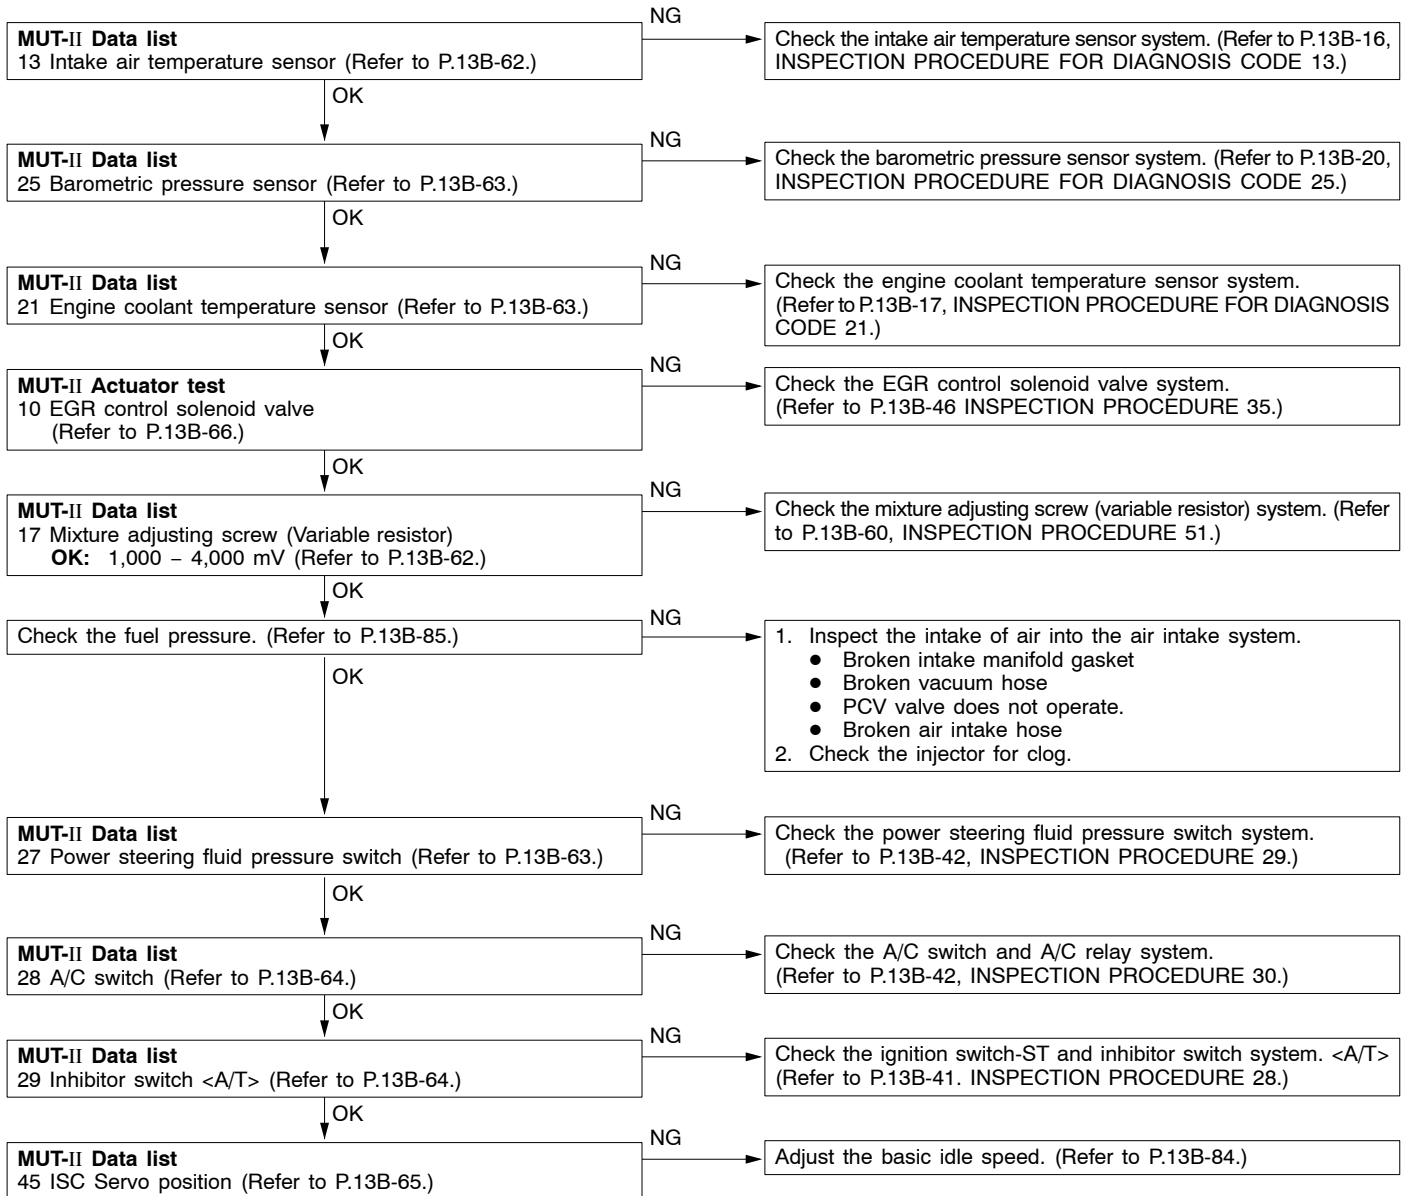 NG
MUT-II Data list
13 Intake air temperature sensor (Refer to P.13B-62.)
Check the intake air temperature sensor system. (Refer to P.13B-16,
INSPECTION PROCEDURE FOR DIAGNOSIS CODE 13.)
OK
NG
MUT-II Data list
25 Barometric pressure sensor (Refer to P.13B-63.)
Check the barometric pressure sensor system. (Refer to P.13B-20,
INSPECTION PROCEDURE FOR DIAGNOSIS CODE 25.)
OK
NG
MUT-II Data list
21 Engine coolant temperature sensor (Refer to P.13B-63.)
Check the engine coolant temperature sensor system.
(Refer to P.13B-17, INSPECTION PROCEDURE FOR DIAGNOSIS
CODE 21.)
OK
NG
MUT-II Actuator test
10 EGR control solenoid valve
(Refer to P.13B-66.)
Check the EGR control solenoid valve system.
(Refer to P.13B-46 INSPECTION PROCEDURE 35.)
OK
NG
MUT-II Data list
17 Mixture adjusting screw (Variable resistor)
OK: 1,000 – 4,000 mV (Refer to P.13B-62.)
Check the mixture adjusting screw (variable resistor) system. (Refer
to P.13B-60, INSPECTION PROCEDURE 51.)
OK
NG
Check the fuel pressure. (Refer to P.13B-85.)
1. Inspect the intake of air into the air intake system.
● Broken intake manifold gasket
● Broken vacuum hose
● PCV valve does not operate.
● Broken air intake hose
2. Check the injector for clog.
OK
NG
MUT-II Data list
27 Power steering fluid pressure switch (Refer to P.13B-63.)
Check the power steering fluid pressure switch system.
(Refer to P.13B-42, INSPECTION PROCEDURE 29.)
OK
NG
MUT-II Data list
28 A/C switch (Refer to P.13B-64.)
Check the A/C switch and A/C relay system.
(Refer to P.13B-42, INSPECTION PROCEDURE 30.)
OK
NG
MUT-II Data list
29 Inhibitor switch <A/T> (Refer to P.13B-64.)
Check the ignition switch-ST and inhibitor switch system. <A/T>
(Refer to P.13B-41. INSPECTION PROCEDURE 28.)
OK
NG
MUT-II Data list
45 ISC Servo position (Refer to P.13B-65.)
Adjust the basic idle speed. (Refer to P.13B-84.)